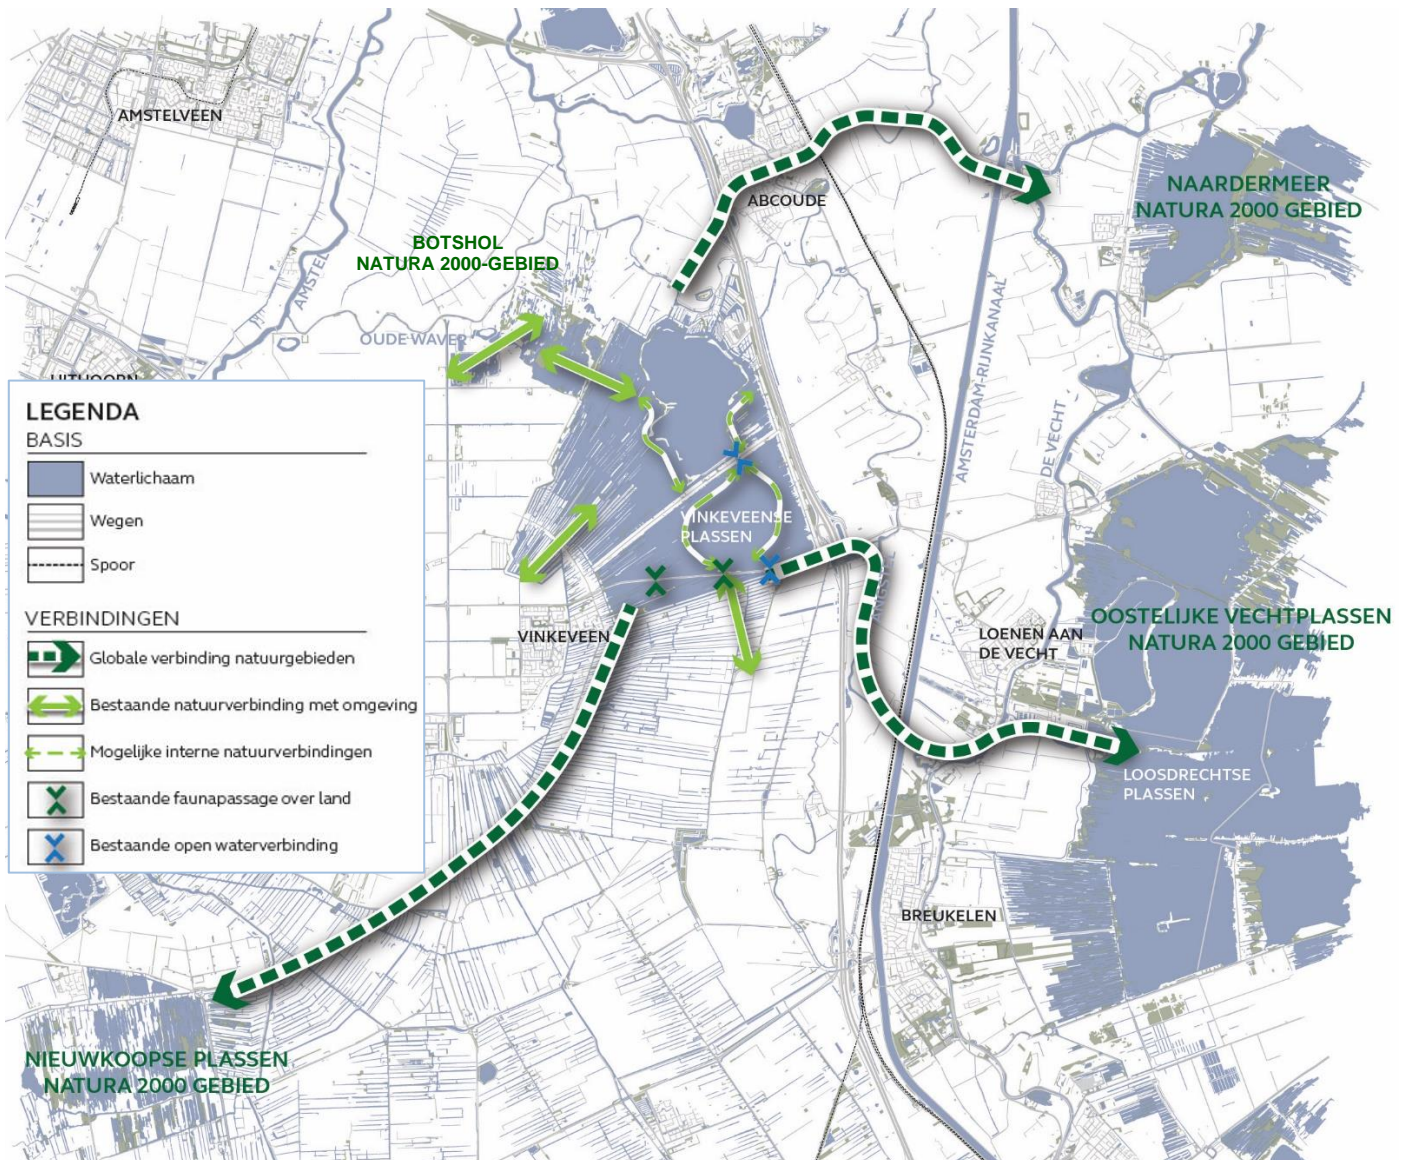 AMSTELVEEN
ABCOUDE
NAARDERMEER
NATURA 2000 GEBIED
BOTSHOL
NATURA 2000-GEBIED
AMSTEL
OUDE WAVER
UITHOORN
AMSTERDAM-RIJNKANAAL
DE VECHT
LEGENDA
BASIS
Waterlichaam
Wegen
Spoor
VERBINDINGEN
Globale verbinding natuurgebieden
Bestaande natuurverbinding met omgeving
Mogelijke interne natuurverbindingen
Bestaande faunapassage over land
Bestaande open waterverbinding
VINKEVEENSE
PLASSEN
ANGSTEL
VINKEVEEN
LOENEN AAN
DE VECHT
OOSTELIJKE VECHTPLASSEN
NATURA 2000 GEBIED
LOOSDRECHTSE
PLASSEN
BREUKELEN
NIEUWKOOPSE PLASSEN
NATURA 2000 GEBIED